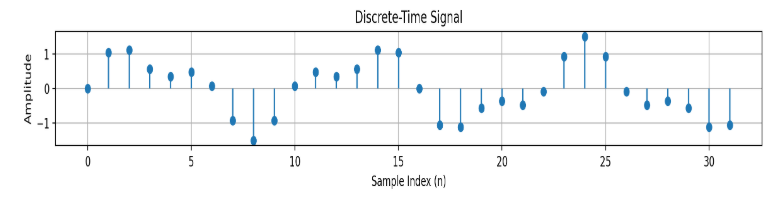 Discrete-Time Signal
Amplitude
1
0
−1
0 5 10 15 20 25 30
Sample Index (n)